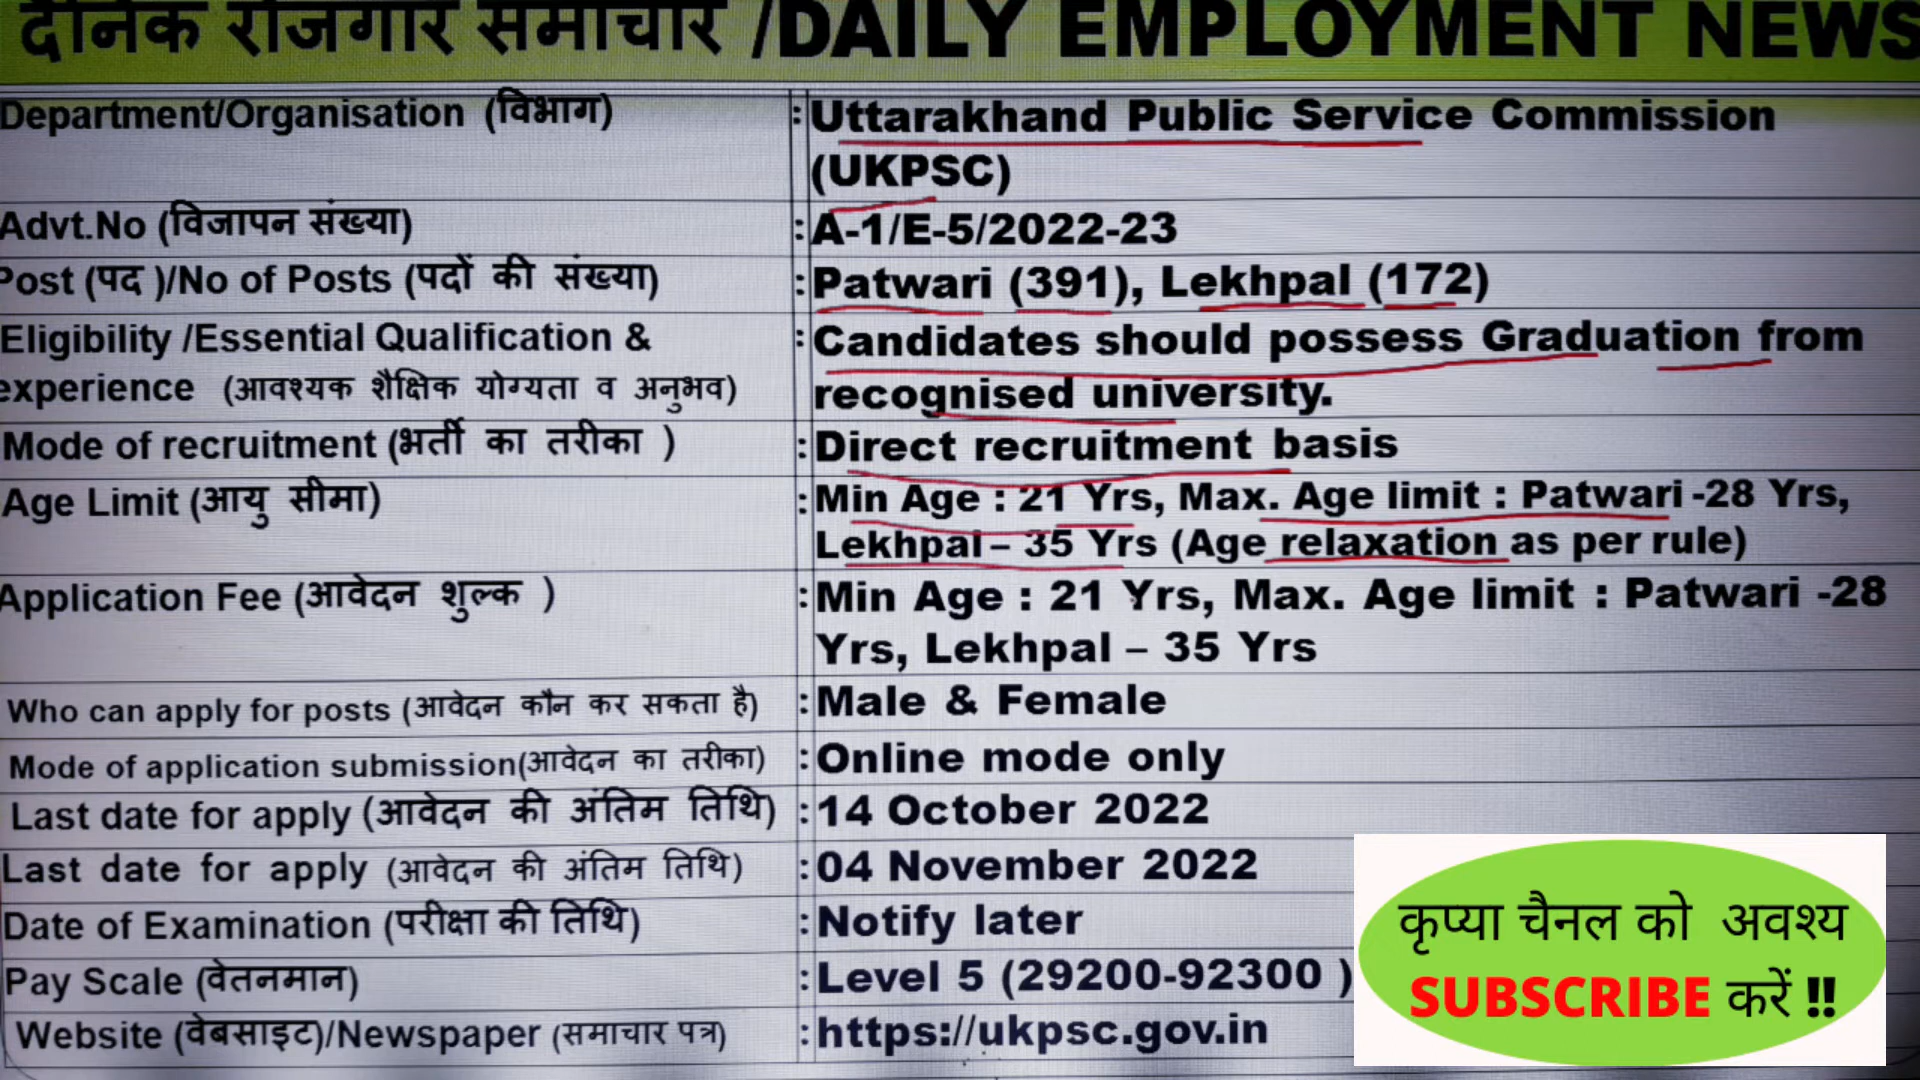 दैनिक रोजगार समाचार /DAILY EMPLOYMENT NEWS
Department/Organisation (विभाग) : Uttarakhand Public Service Commission
(UKPSC)
Advt.No (विजापन संख्या) : A-1/E-5/2022-23
Post (पद )/No of Posts (पदों की संख्या) : Patwari (391), Lekhpal (172)
Eligibility /Essential Qualification & : Candidates should possess Graduation from
experience (आवश्यक शैक्षिक योग्यता व अनुभव) recognised university.
Mode of recruitment (भर्ती का तरीका ) : Direct recruitment basis
Age Limit (आयु सीमा) : Min Age : 21 Yrs, Max. Age limit : Patwari -28 Yrs,
Lekhpal – 35 Yrs (Age relaxation as per rule)
Application Fee (आवेदन शुल्क ) : Min Age : 21 Yrs, Max. Age limit : Patwari -28
Yrs, Lekhpal – 35 Yrs
Who can apply for posts (आवेदन कौन कर सकता है) : Male & Female
Mode of application submission(आवेदन का तरीका) : Online mode only
Last date for apply (आवेदन की अंतिम तिथि) : 14 October 2022
Last date for apply (आवेदन की अंतिम तिथि) : 04 November 2022
Date of Examination (परीक्षा की तिथि) : Notify later
Pay Scale (वेतनमान) : Level 5 (29200-92300 )
Website (वेबसाइट)/Newspaper (समाचार पत्र) : https://ukpsc.gov.in
कृप्या चैनल को अवश्य
SUBSCRIBE करें !!